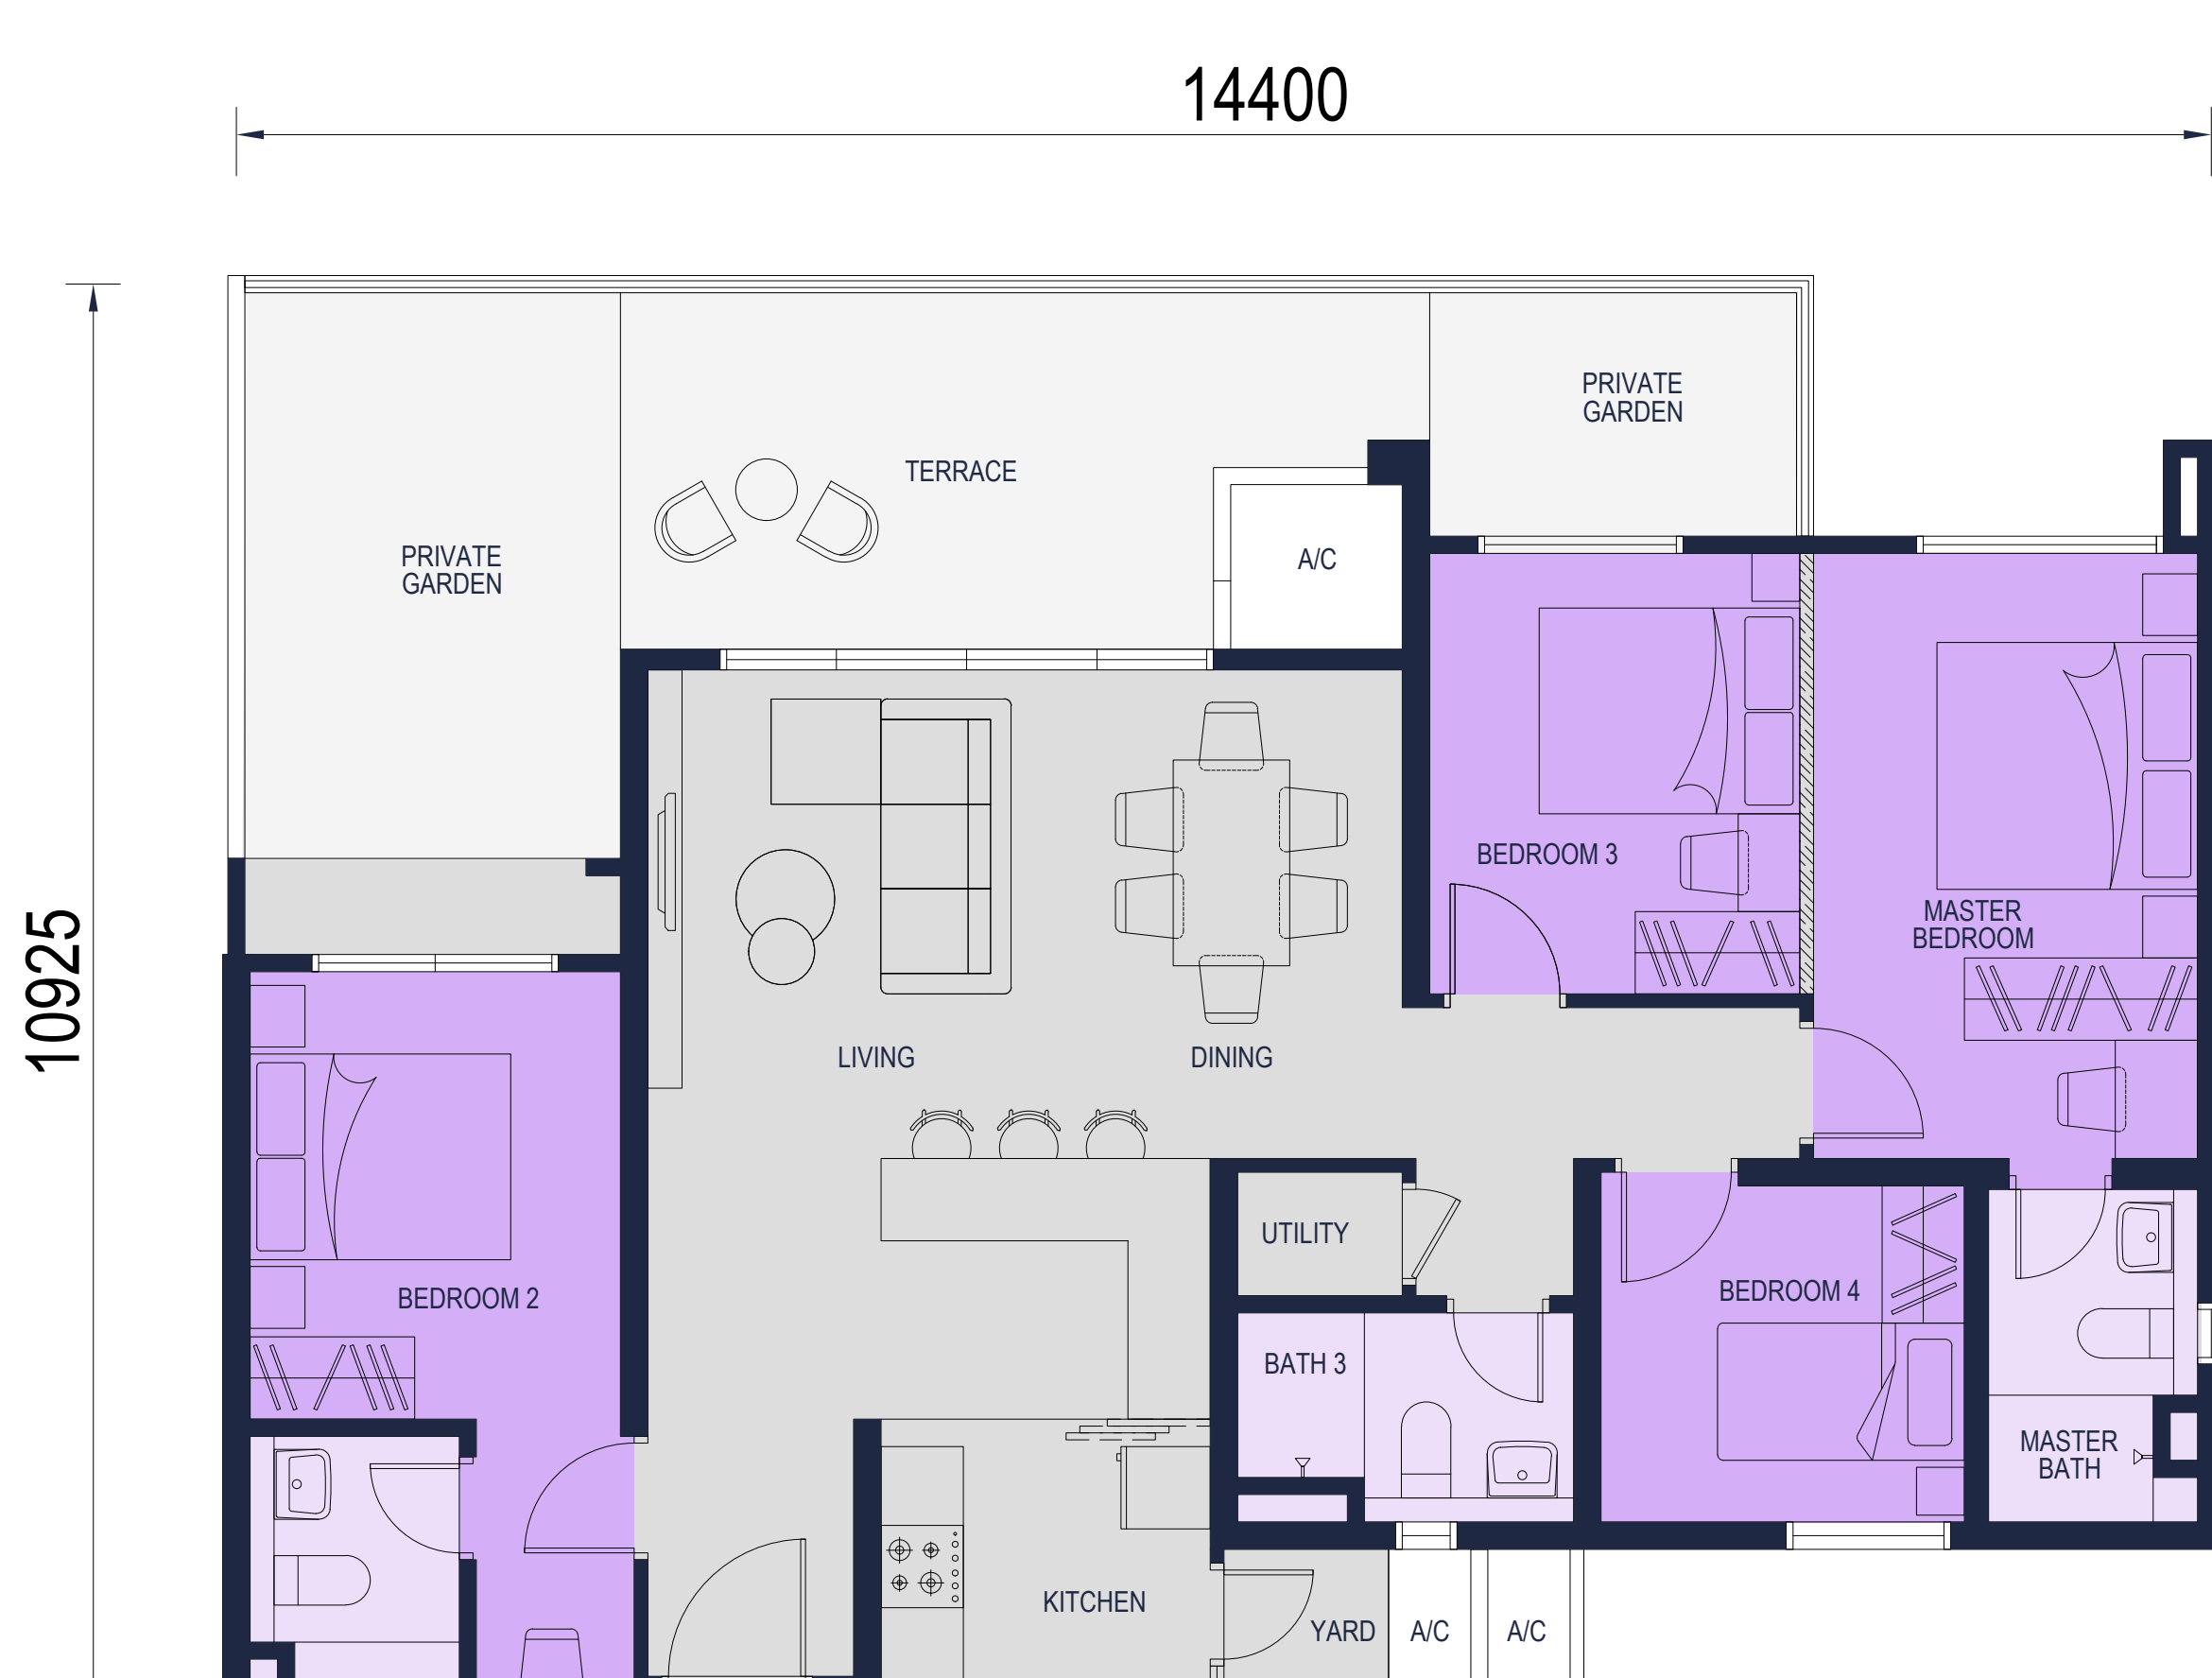 14400
PRIVATE
GARDEN
TERRACE
PRIVATE
GARDEN
A/C
10925
BEDROOM 3
MASTER
BEDROOM
LIVING
DINING
UTILITY
BEDROOM 2
BEDROOM 4
BATH 3
MASTER
BATH
KITCHEN
YARD
A/C
A/C